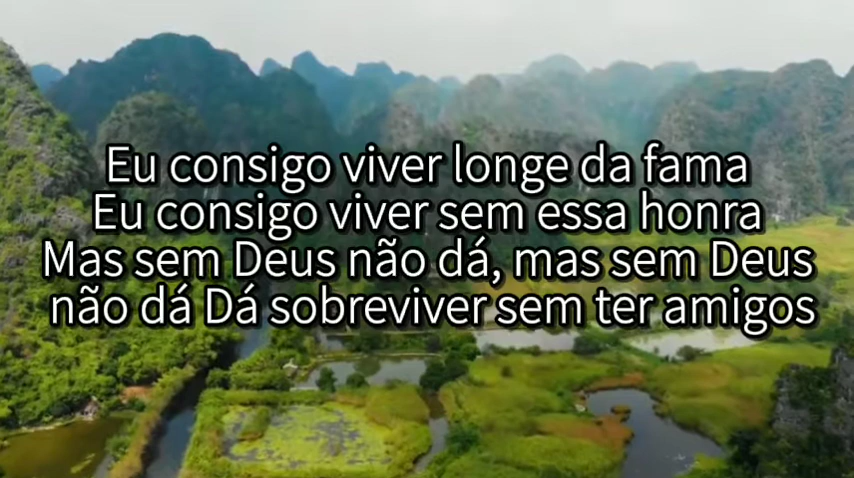 Eu consigo viver longe da fama
Eu consigo viver sem essa honra
Mas sem Deus não dá, mas sem Deus
não dá Dá sobreviver sem ter amigos